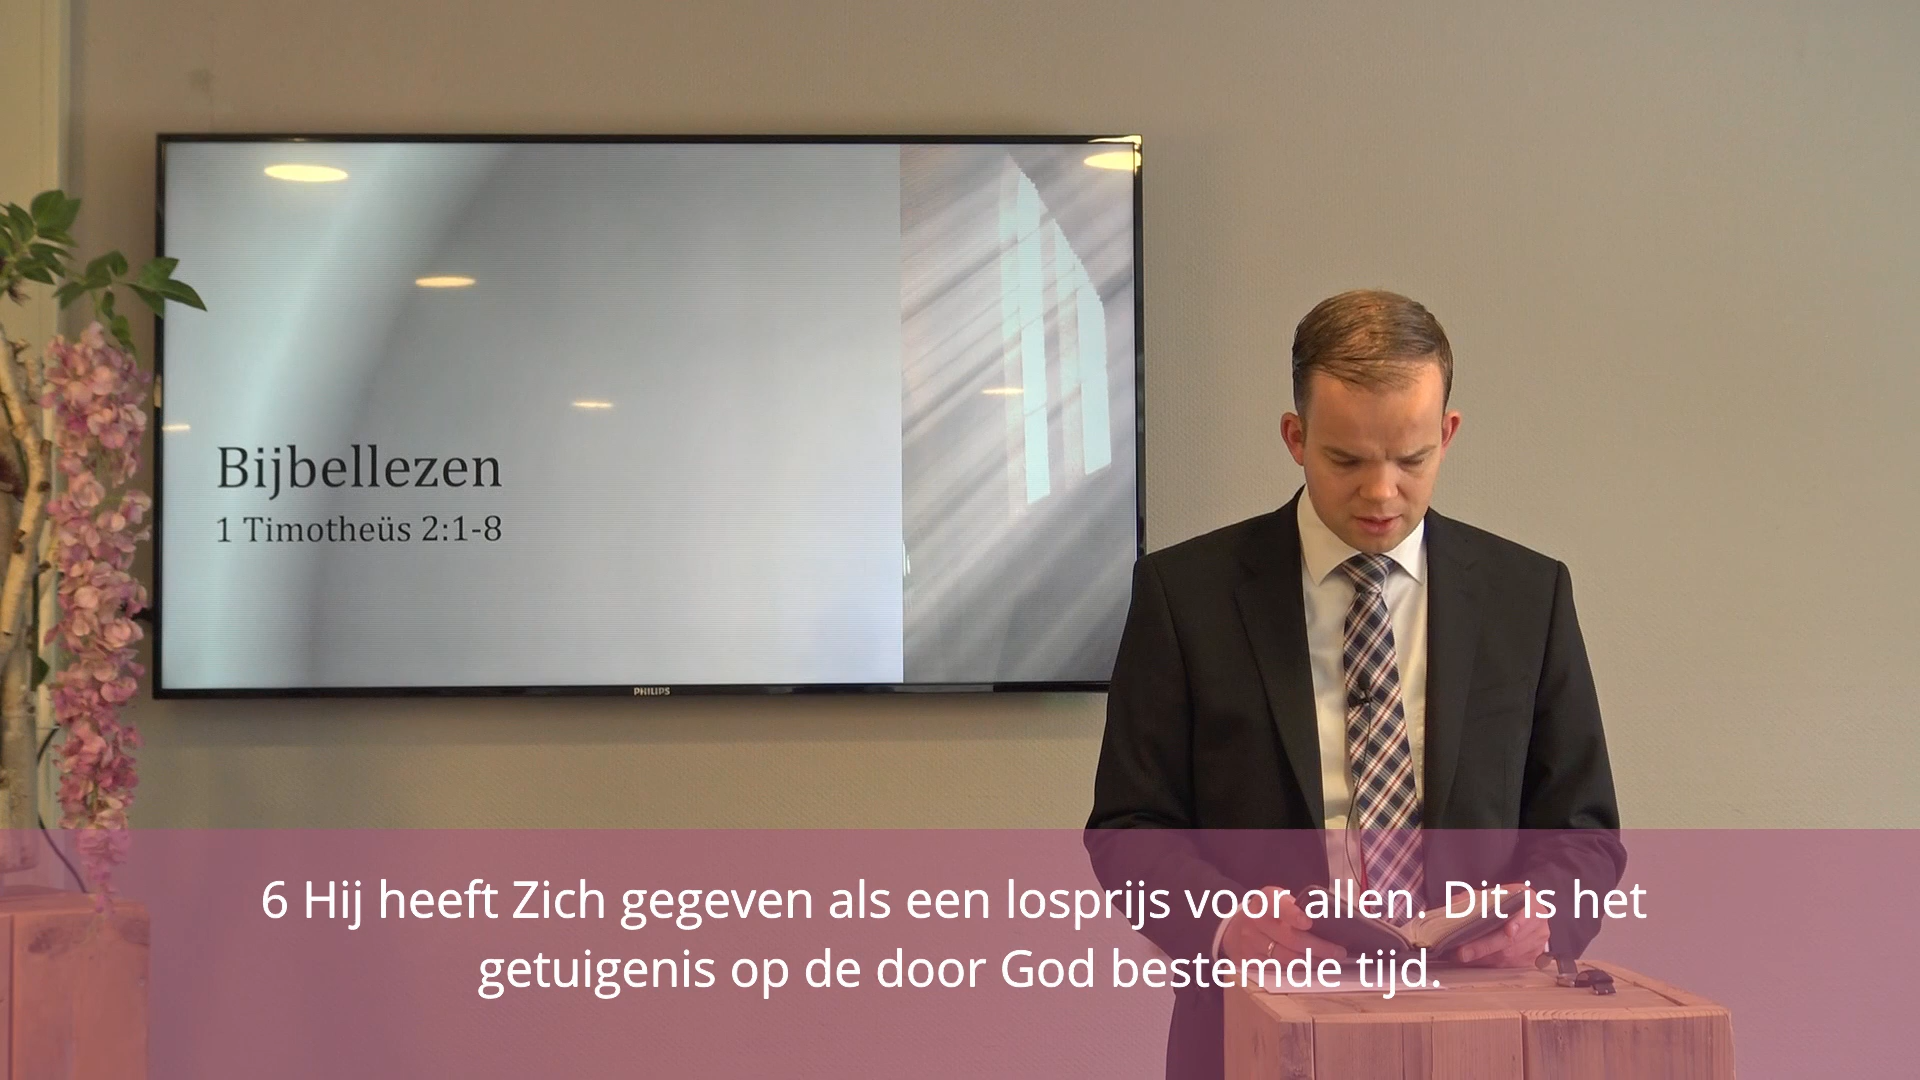 Bijbellezen
1 Timotheüs 2:1-8
PHILIPS
6 Hij heeft Zich gegeven als een losprijs voor allen. Dit is het
getuigenis op de door God bestemde tijd.